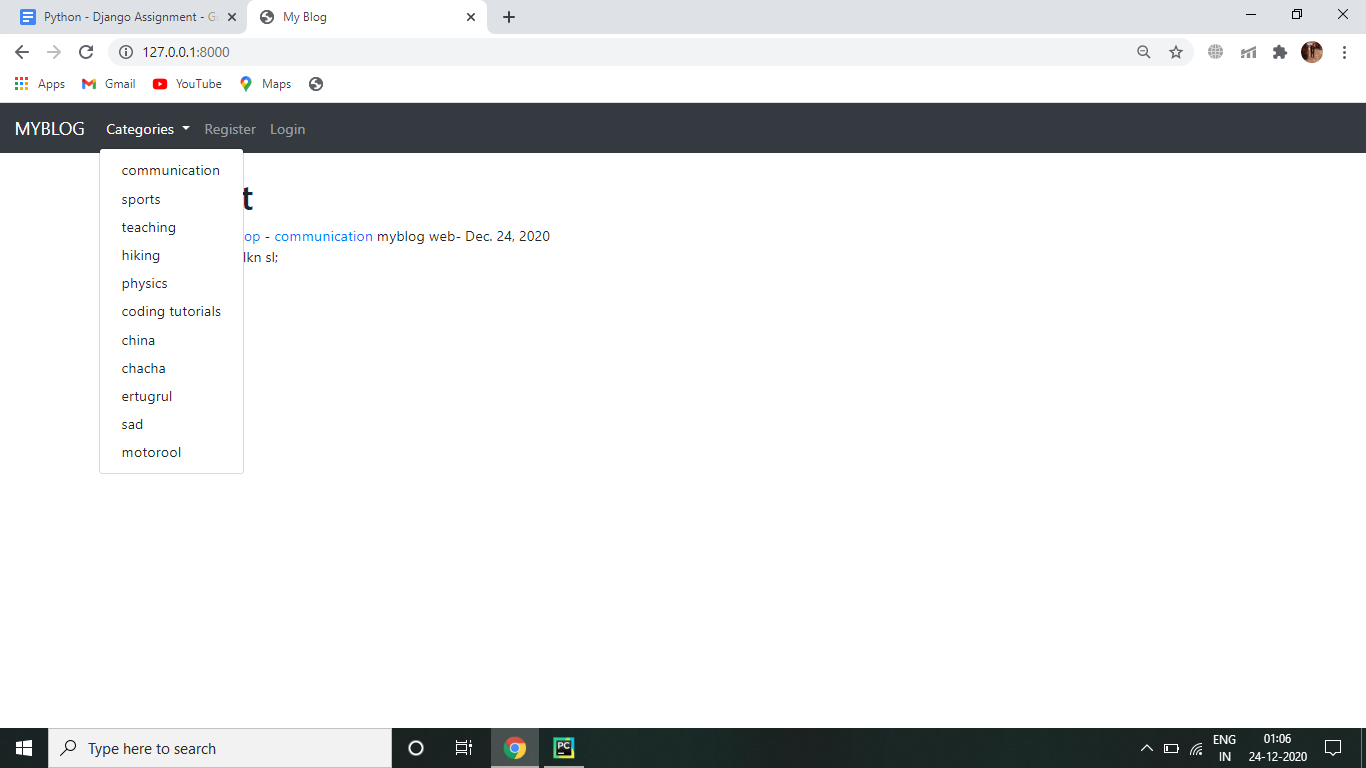 Python - Django Assignment - G
My Blog
127.0.0.1:8000
Apps Gmail YouTube Maps
MYBLOG Categories Register Login
communication
sports
teaching
hiking
physics
coding tutorials
china
chacha
ertugrul
sad
motorool
t
op - communication myblog web- Dec. 24, 2020
lkn sl;
Type here to search
PC
ENG
IN
01:06
24-12-2020